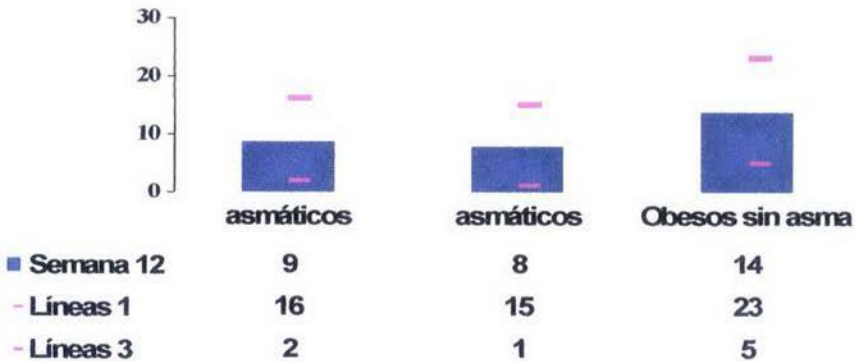 30
20
10
0
asmáticos asmáticos Obesos sin asma
Semana 12 9 8 14
Líneas 1 16 15 23
Líneas 3 2 1 5